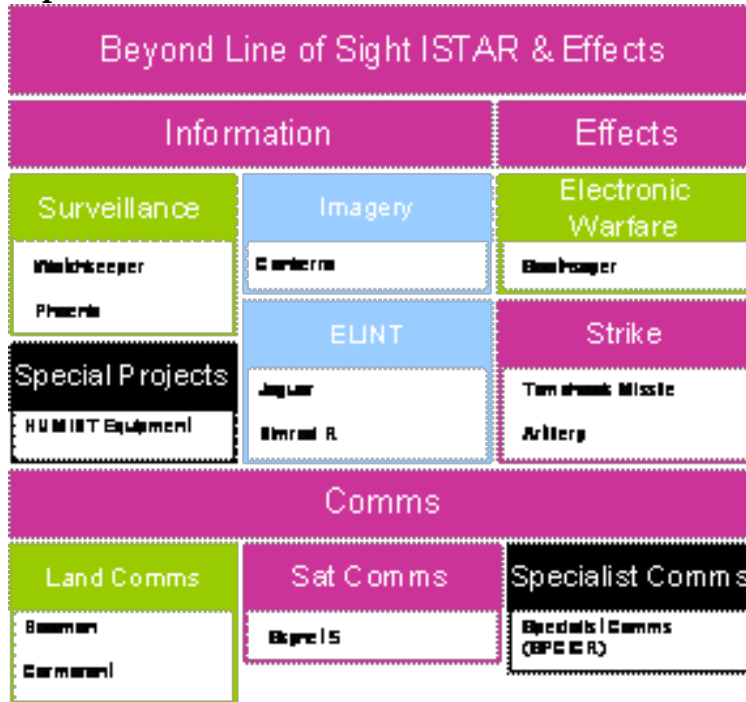 Beyond Line of Sight ISTAR & Effects
Information
Effects
Surveillance
Imagery
Electronic
Warfare
Phoenix
ELINT
Strike
Special Projects
Jaguar
Missile
HUMINT Equipment
Nimrod R
Artillery
Comms
Land Comms
Sat Comms
Specialist Comms
Bowman
Skynet 5
Specialist Comms
Cormorant